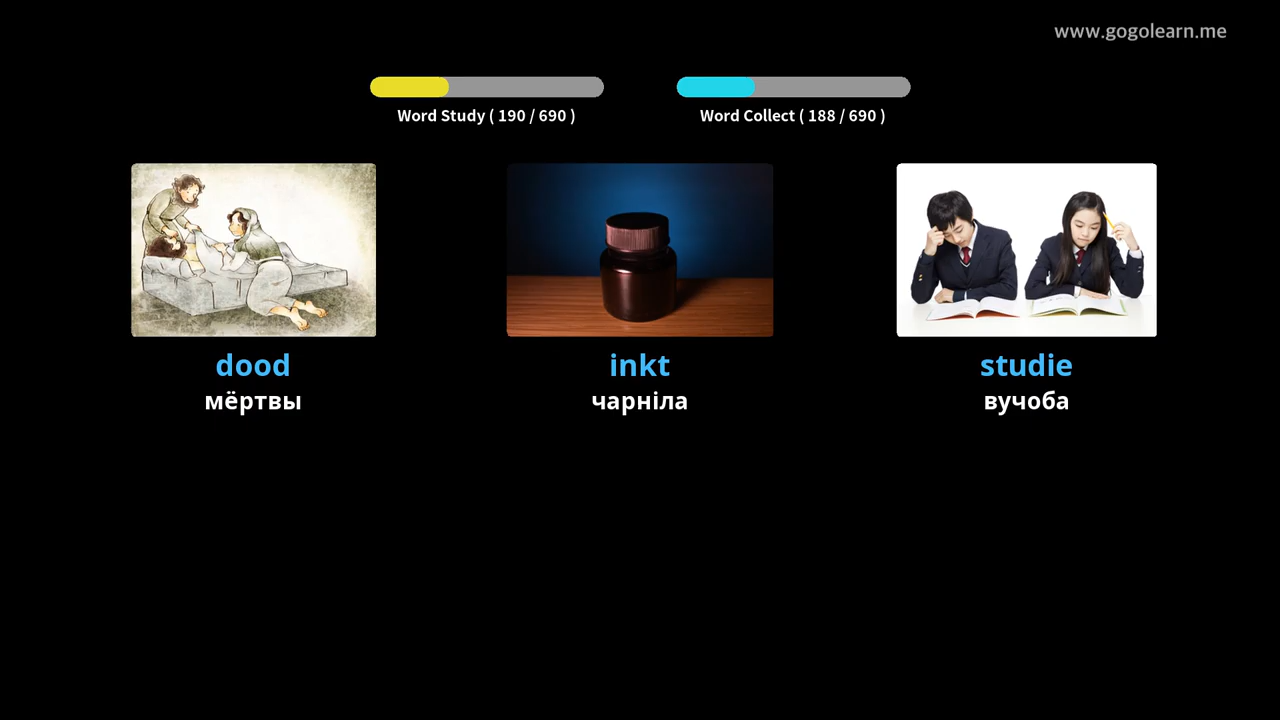 www.gogolearn.me
Word Study ( 190 / 690 )
Word Collect ( 188 / 690 )
dood
мёртвы
inkt
чарніла
studie
вучоба